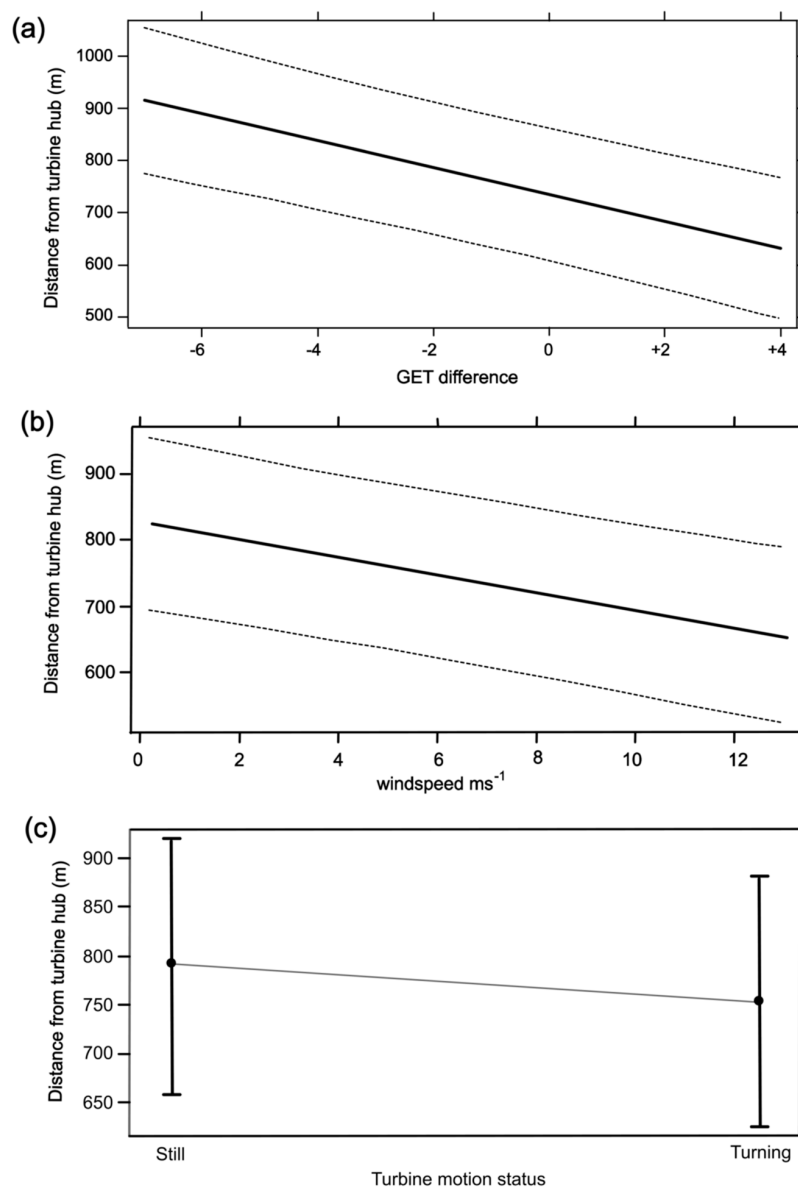 (a)
Distance from turbine hub (m)
1000
900
800
700
600
500
-6 -4 -2 0 +2 +4
GET difference
(b)
Distance from turbine hub (m)
900
800
700
600
0 2 4 6 8 10 12
windspeed ms⁻¹
(c)
Distance from turbine hub (m)
900
850
800
750
700
650
Still Turning
Turbine motion status